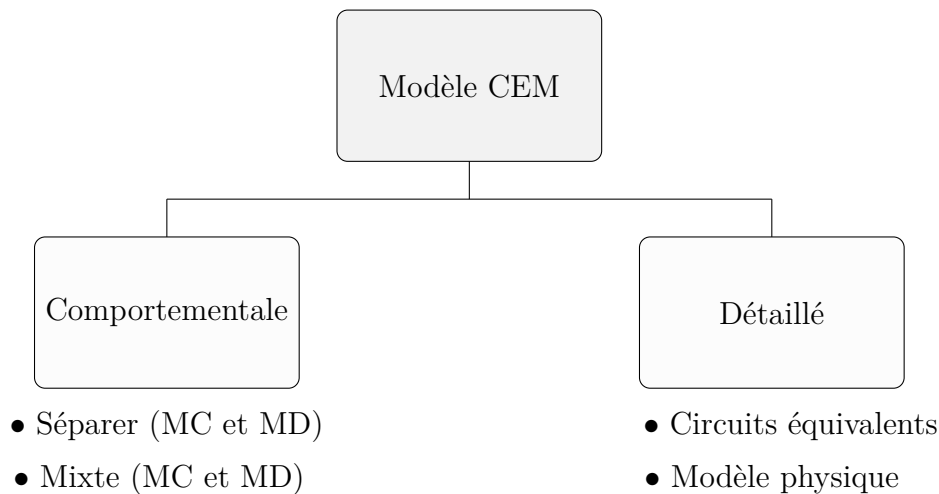 Modèle CEM
Comportementale
Détaillé
• Séparer (MC et MD)
• Mixte (MC et MD)
• Circuits équivalents
• Modèle physique